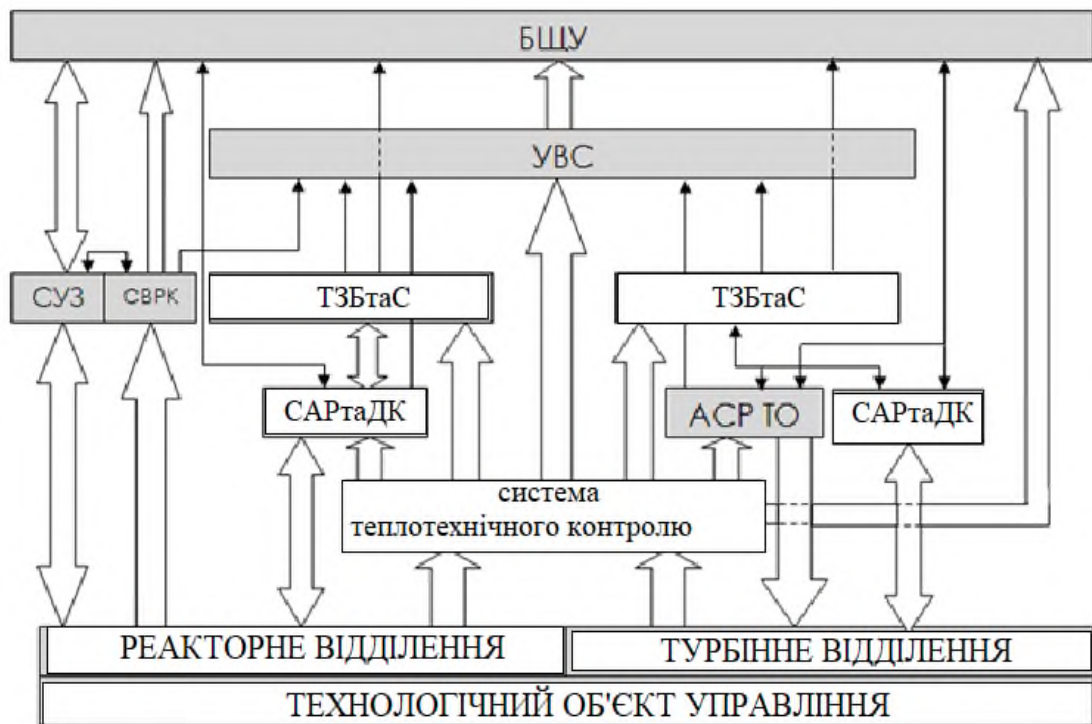 БЩУ
УВС
СУЗ
СВРК
ТЗБтаС
ТЗБтаС
САРтаДК
АСР ТО
САРтаДК
система
теплотехнічного контролю
РЕАКТОРНЕ ВІДДІЛЕННЯ
ТУРБІННЕ ВІДДІЛЕННЯ
ТЕХНОЛОГІЧНИЙ ОБ'ЄКТ УПРАВЛІННЯ